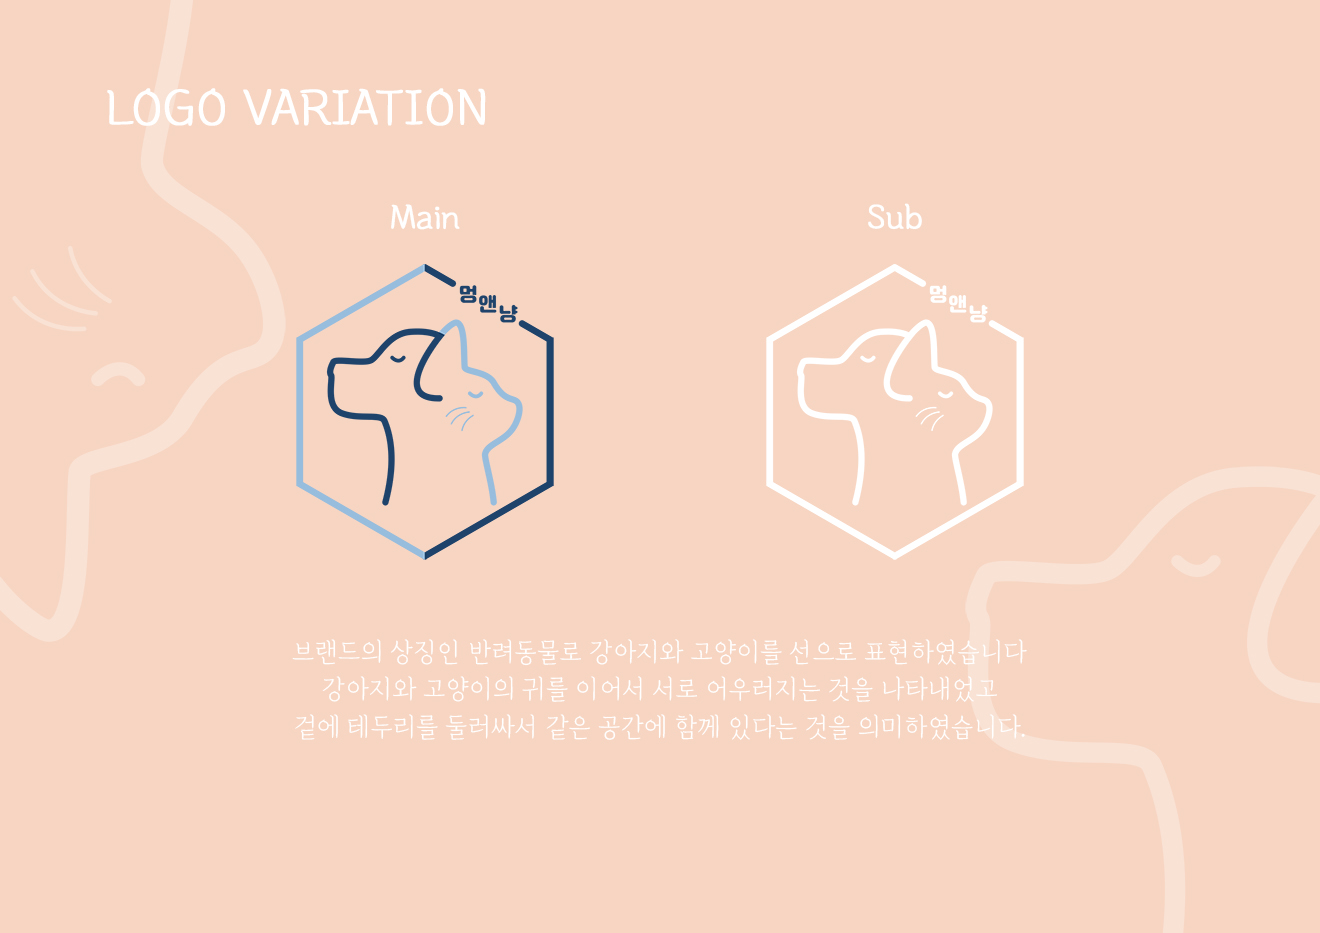 LOGO VARIATION
Main
Sub
멍앤냥
멍앤냥
브랜드의 상징인 반려동물로 강아지와 고양이를 선으로 표현하였습니다
강아지와 고양이의 귀를 이어서 서로 어우러지는 것을 나타내었고
겉에 테두리를 둘러싸서 같은 공간에 함께 있다는 것을 의미하였습니다.